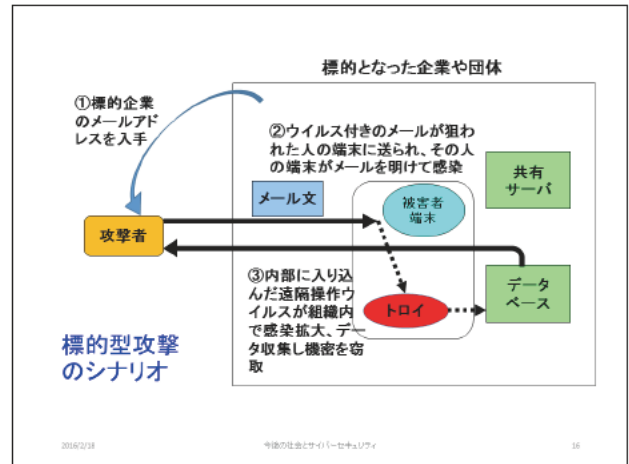 標的となった企業や団体
①標的企業
のメールアド
レスを入手
②ウイルス付きのメールが狙わ
れた人の端末に送られ、その人
の端末がメールを明けて感染
共有
サーバ
メール文
被害者
端末
攻撃者
③内部に入り込
んだ遠隔操作ウ
イルスが組織内
で感染拡大、デー
タ収集し機密を窃
取
トロイ
データ
ベース
標的型攻撃
のシナリオ
2016/2/18
今後の社会とサイバーセキュリティ
16